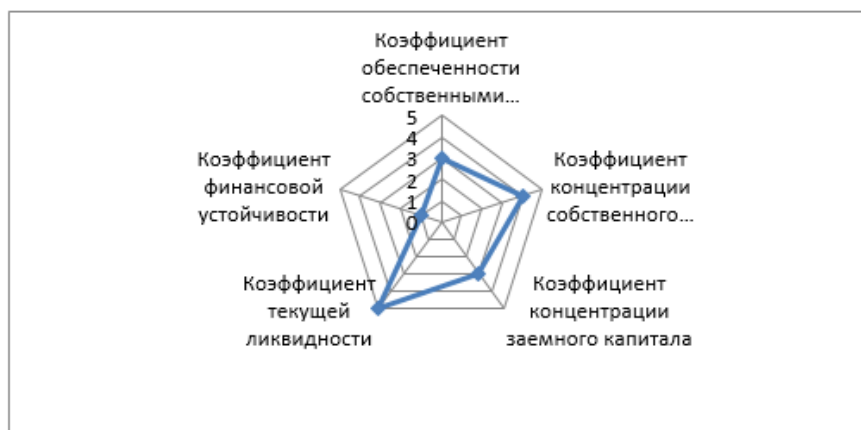 Коэффициент
обеспеченности
собственными...
5
4
3
2
1
0
Коэффициент
концентрации
собственного...
Коэффициент
концентрации
заемного капитала
Коэффициент
текущей
ликвидности
Коэффициент
финансовой
устойчивости